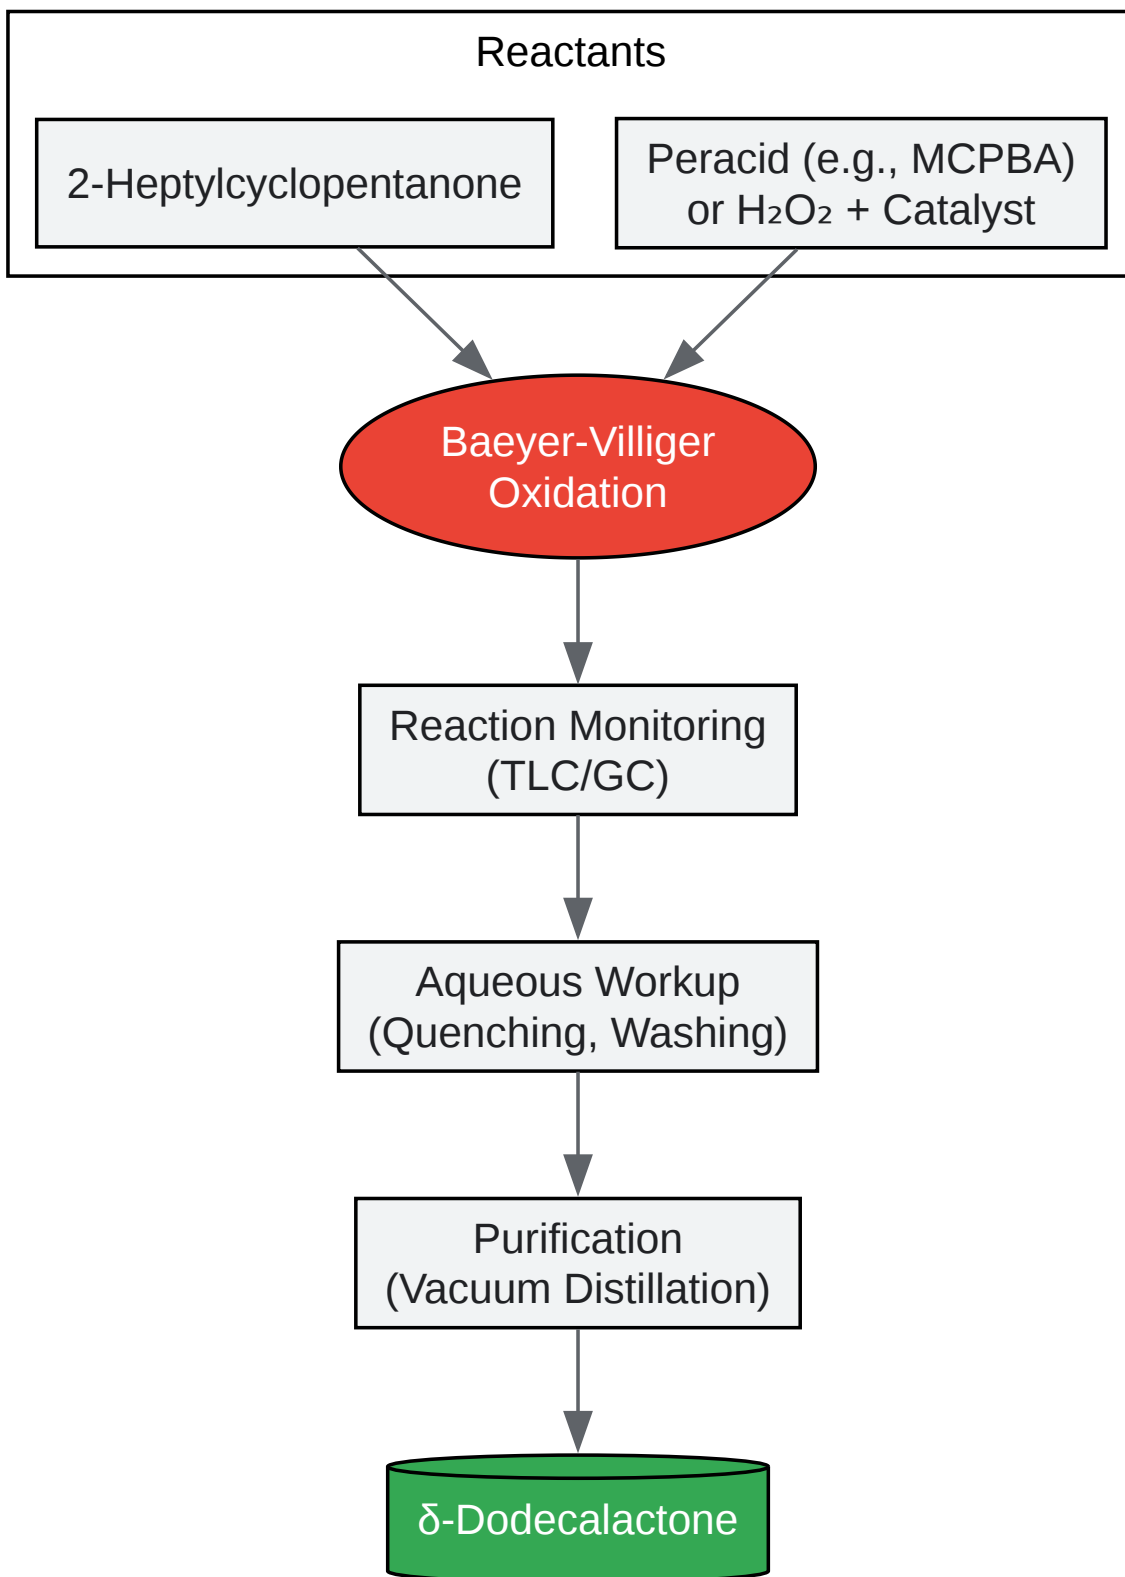 Reactants
2-Heptylcyclopentanone
Peracid (e.g., MCPBA)
or H₂O₂ + Catalyst
Baeyer-Villiger
Oxidation
Reaction Monitoring
(TLC/GC)
Aqueous Workup
(Quenching, Washing)
Purification
(Vacuum Distillation)
δ-Dodecalactone